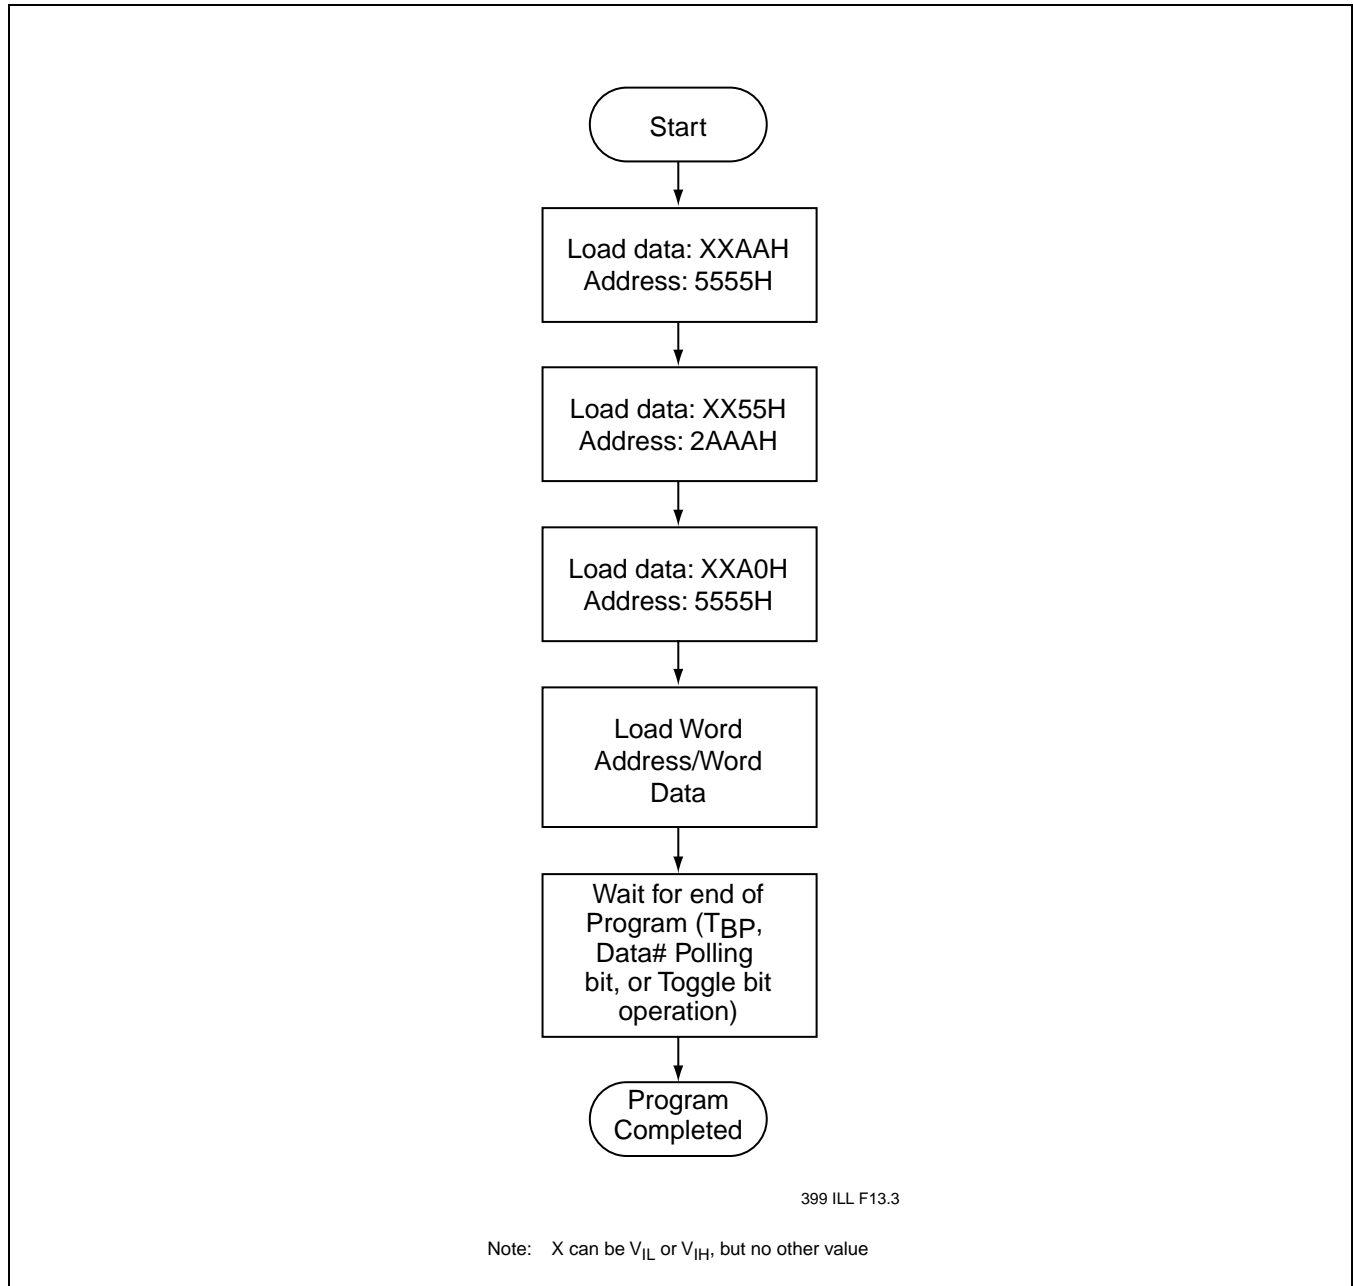 Start
Load data: XXAAH
Address: 5555H
Load data: XX55H
Address: 2AAAH
Load data: XXA0H
Address: 5555H
Load Word
Address/Word
Data
Wait for end of
Program (TBP,
Data# Polling
bit, or Toggle bit
operation)
Program
Completed
399 ILL F13.3
Note: X can be VIL or VIH, but no other value